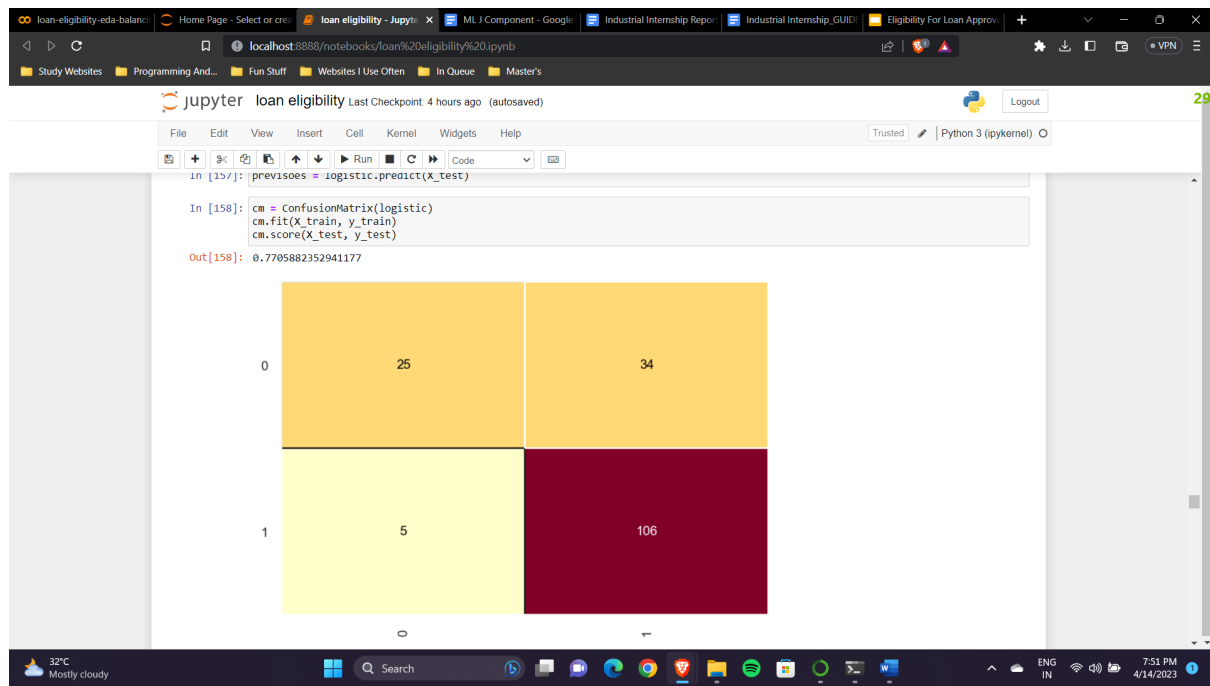 loan-eligibility-eda-balanci Home Page - Select or crea loan eligibility - Jupyte ML J Component - Google Industrial Internship Report Industrial Internship_GUIDE Eligibility For Loan Approva
localhost:8888/notebooks/loan%20eligibility%20.ipynb VPN
Study Websites Programming And... Fun Stuff Websites I Use Often In Queue Master's
jupyter loan eligibility Last Checkpoint: 4 hours ago (autosaved) Logout
29
File Edit View Insert Cell Kernel Widgets Help Trusted Python 3 (ipykernel)
Run Code
In [157]: previsoes = logistic.predict(X_test)
In [158]: cm = ConfusionMatrix(logistic)
cm.fit(X_train, y_train)
cm.score(X_test, y_test)
Out[158]: 0.7705882352941177
0 25 34
1 5 106
0 1
32°C
Mostly cloudy
Search
ENG
IN
7:51 PM
4/14/2023
1